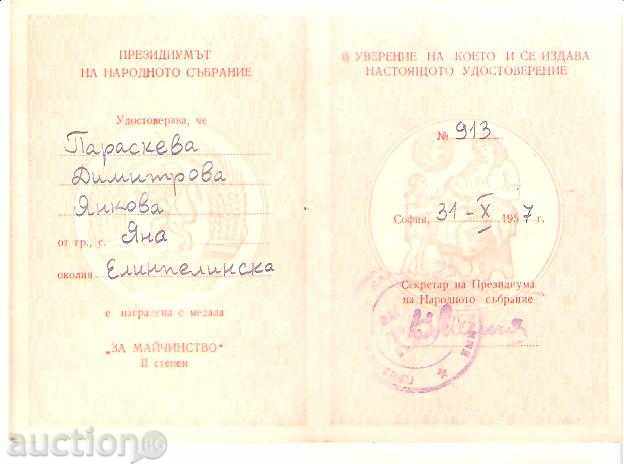 ПРЕЗИДИУМЪТ
НА НАРОДНОТО СЪБРАНИЕ
Удостоверява, че
Параскева
Димитрова
Янкова
от гр., с. Яна
околия Елинпелинска
е наградена с медала
„ЗА МАЙЧИНСТВО“
II степен
В УВЕРЕНИЕ НА КОЕТО И СЕ ИЗДАВА
НАСТОЯЩОТО УДОСТОВЕРЕНИЕ
№ 913
София, 31 - X 1957 г.
Секретар на Президиума
на Народното събрание
auction.bg